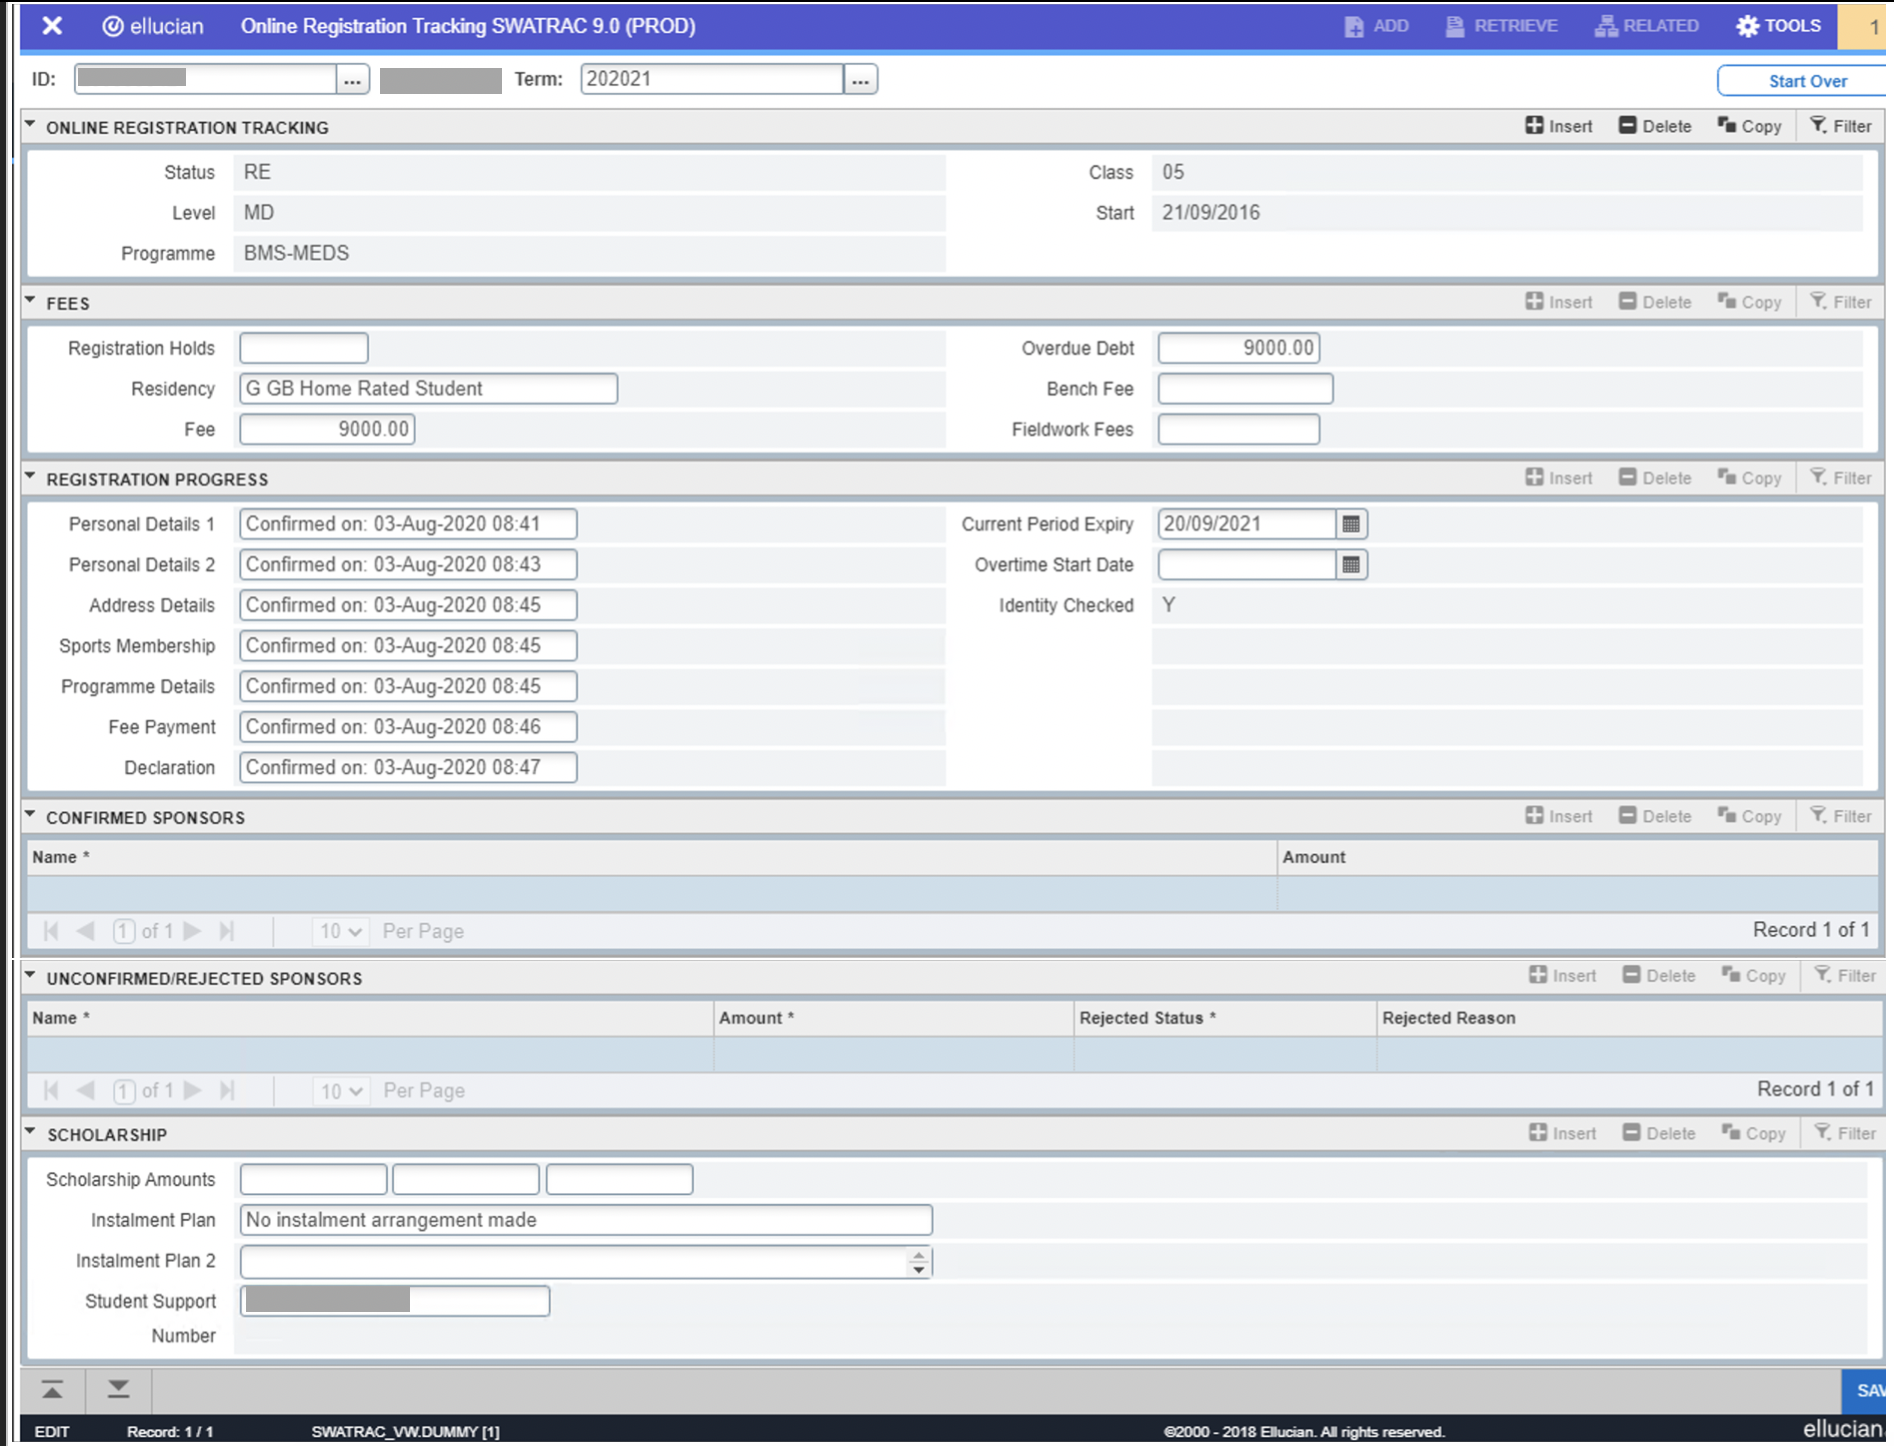 ellucian Online Registration Tracking SWATRAC 9.0 (PROD) ADD RETRIEVE RELATED TOOLS 1
ID: ... Term: 202021 ... Start Over
ONLINE REGISTRATION TRACKING Insert Delete Copy Filter
Status RE Class 05
Level MD Start 21/09/2016
Programme BMS-MEDS
FEES Insert Delete Copy Filter
Registration Holds Overdue Debt 9000.00
Residency G GB Home Rated Student Bench Fee
Fee 9000.00 Fieldwork Fees
REGISTRATION PROGRESS Insert Delete Copy Filter
Personal Details 1 Confirmed on: 03-Aug-2020 08:41 Current Period Expiry 20/09/2021
Personal Details 2 Confirmed on: 03-Aug-2020 08:43 Overtime Start Date
Address Details Confirmed on: 03-Aug-2020 08:45 Identity Checked Y
Sports Membership Confirmed on: 03-Aug-2020 08:45
Programme Details Confirmed on: 03-Aug-2020 08:45
Fee Payment Confirmed on: 03-Aug-2020 08:46
Declaration Confirmed on: 03-Aug-2020 08:47
CONFIRMED SPONSORS Insert Delete Copy Filter
Name * Amount
1 of 1 10 Per Page Record 1 of 1
UNCONFIRMED/REJECTED SPONSORS Insert Delete Copy Filter
Name * Amount * Rejected Status * Rejected Reason
1 of 1 10 Per Page Record 1 of 1
SCHOLARSHIP Insert Delete Copy Filter
Scholarship Amounts
Instalment Plan No instalment arrangement made
Instalment Plan 2
Student Support
Number
SAV
EDIT Record: 1 / 1 SWATRAC_VW.DUMMY [1] ©2000 - 2018 Ellucian. All rights reserved. ellucian